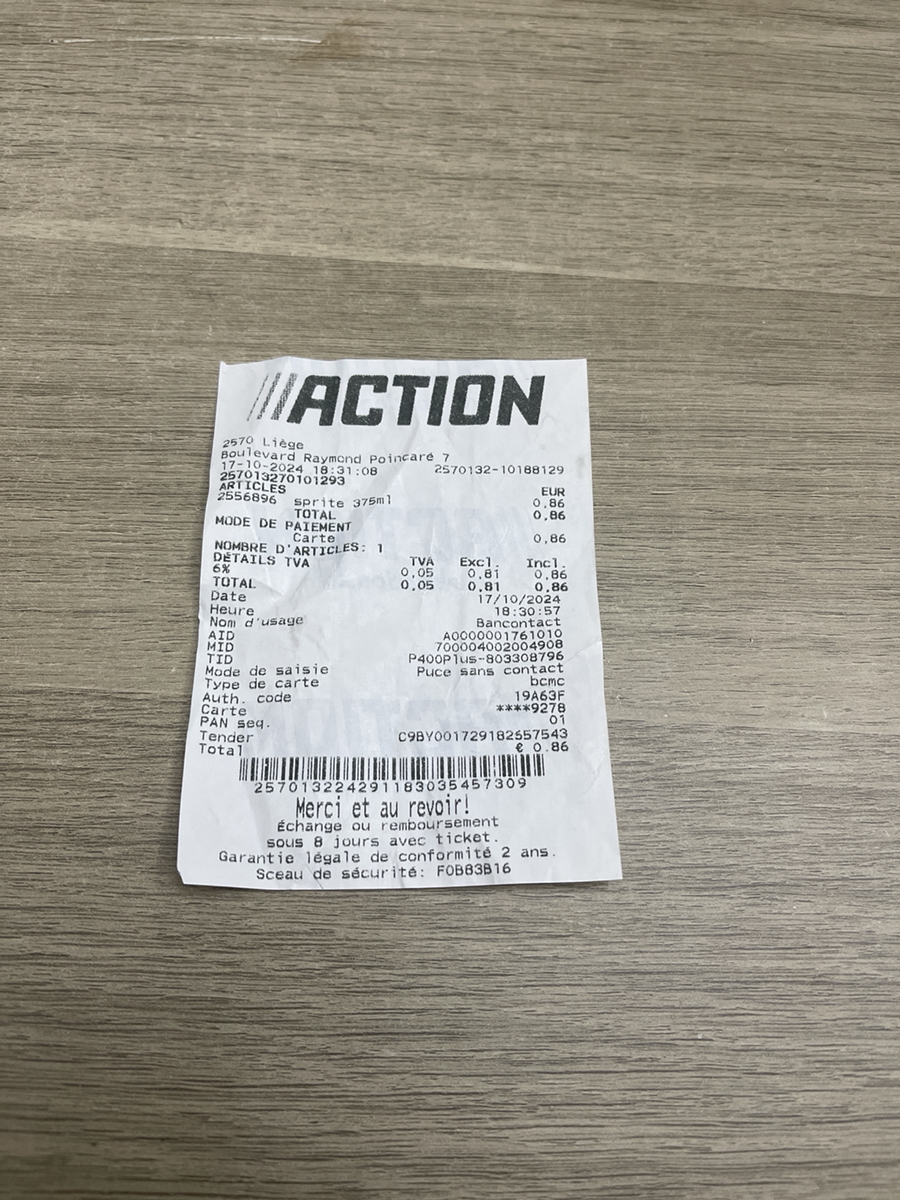 ACTION
2570 Liège
Boulevard Raymond Poincaré 7
17-10-2024 18:31:08 2570132-10188129
257013270101293
ARTICLES EUR
2556896 sprite 375ml 0,86
TOTAL 0,86
MODE DE PAIEMENT
Carte 0,86
NOMBRE D'ARTICLES: 1
DÉTAILS TVA TVA Excl. Incl.
6% 0,05 0,81 0,86
TOTAL 0,05 0,81 0,86
Date 17/10/2024
Heure 18:30:57
Nom d'usage Bancontact
AID A0000001761010
MID 700004002004908
TID P400Plus-803308796
Mode de saisie Puce sans contact
Type de carte bcmc
Auth. code 19A63F
Carte ****9278
PAN seq. 01
Tender C9BY001729182657543
Total € 0.86
257013224291183035457309
Merci et au revoir!
Échange ou remboursement
sous 8 jours avec ticket.
Garantie légale de conformité 2 ans.
Sceau de sécurité: F0B83B16